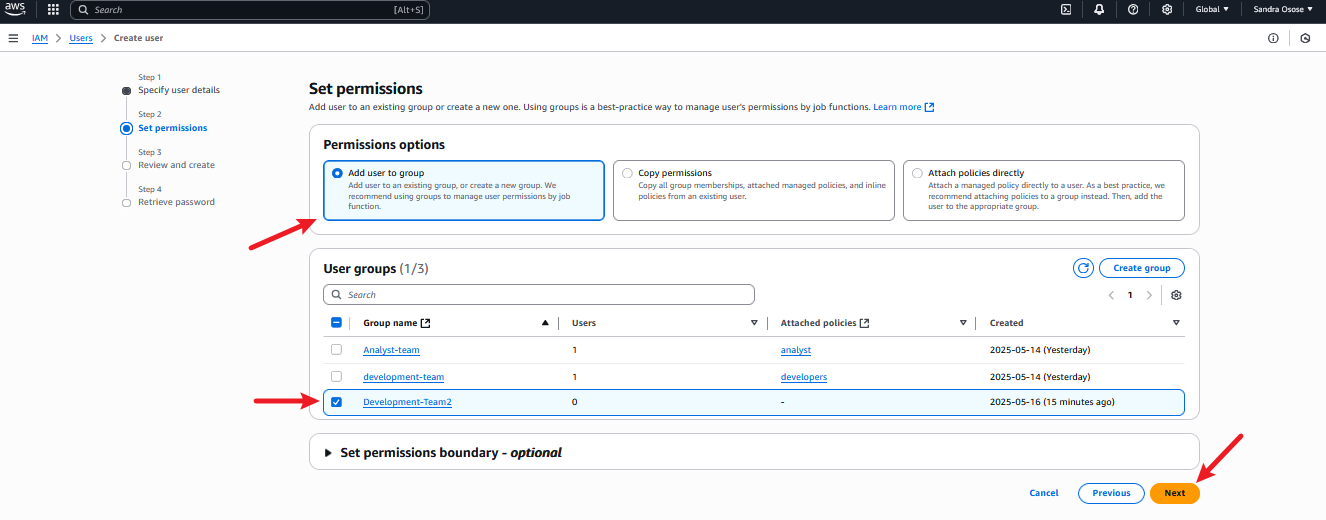 aws
Search [Alt+S]
Global ▼
Sandra Osose ▼
IAM > Users > Create user
Step 1
Specify user details
Step 2
Set permissions
Step 3
Review and create
Step 4
Retrieve password
Set permissions
Add user to an existing group or create a new one. Using groups is a best-practice way to manage user's permissions by job functions. Learn more
Permissions options
Add user to group
Add user to an existing group, or create a new group. We
recommend using groups to manage user permissions by job
function.
Copy permissions
Copy all group memberships, attached managed policies, and inline
policies from an existing user.
Attach policies directly
Attach a managed policy directly to a user. As a best practice, we
recommend attaching policies to a group instead. Then, add the
user to the appropriate group.
User groups (1/3)
Create group
Search
< 1 >
Group name Users Attached policies Created
Analyst-team 1 analyst 2025-05-14 (Yesterday)
development-team 1 developers 2025-05-14 (Yesterday)
Development-Team2 0 - 2025-05-16 (15 minutes ago)
Set permissions boundary - optional
Cancel Previous Next